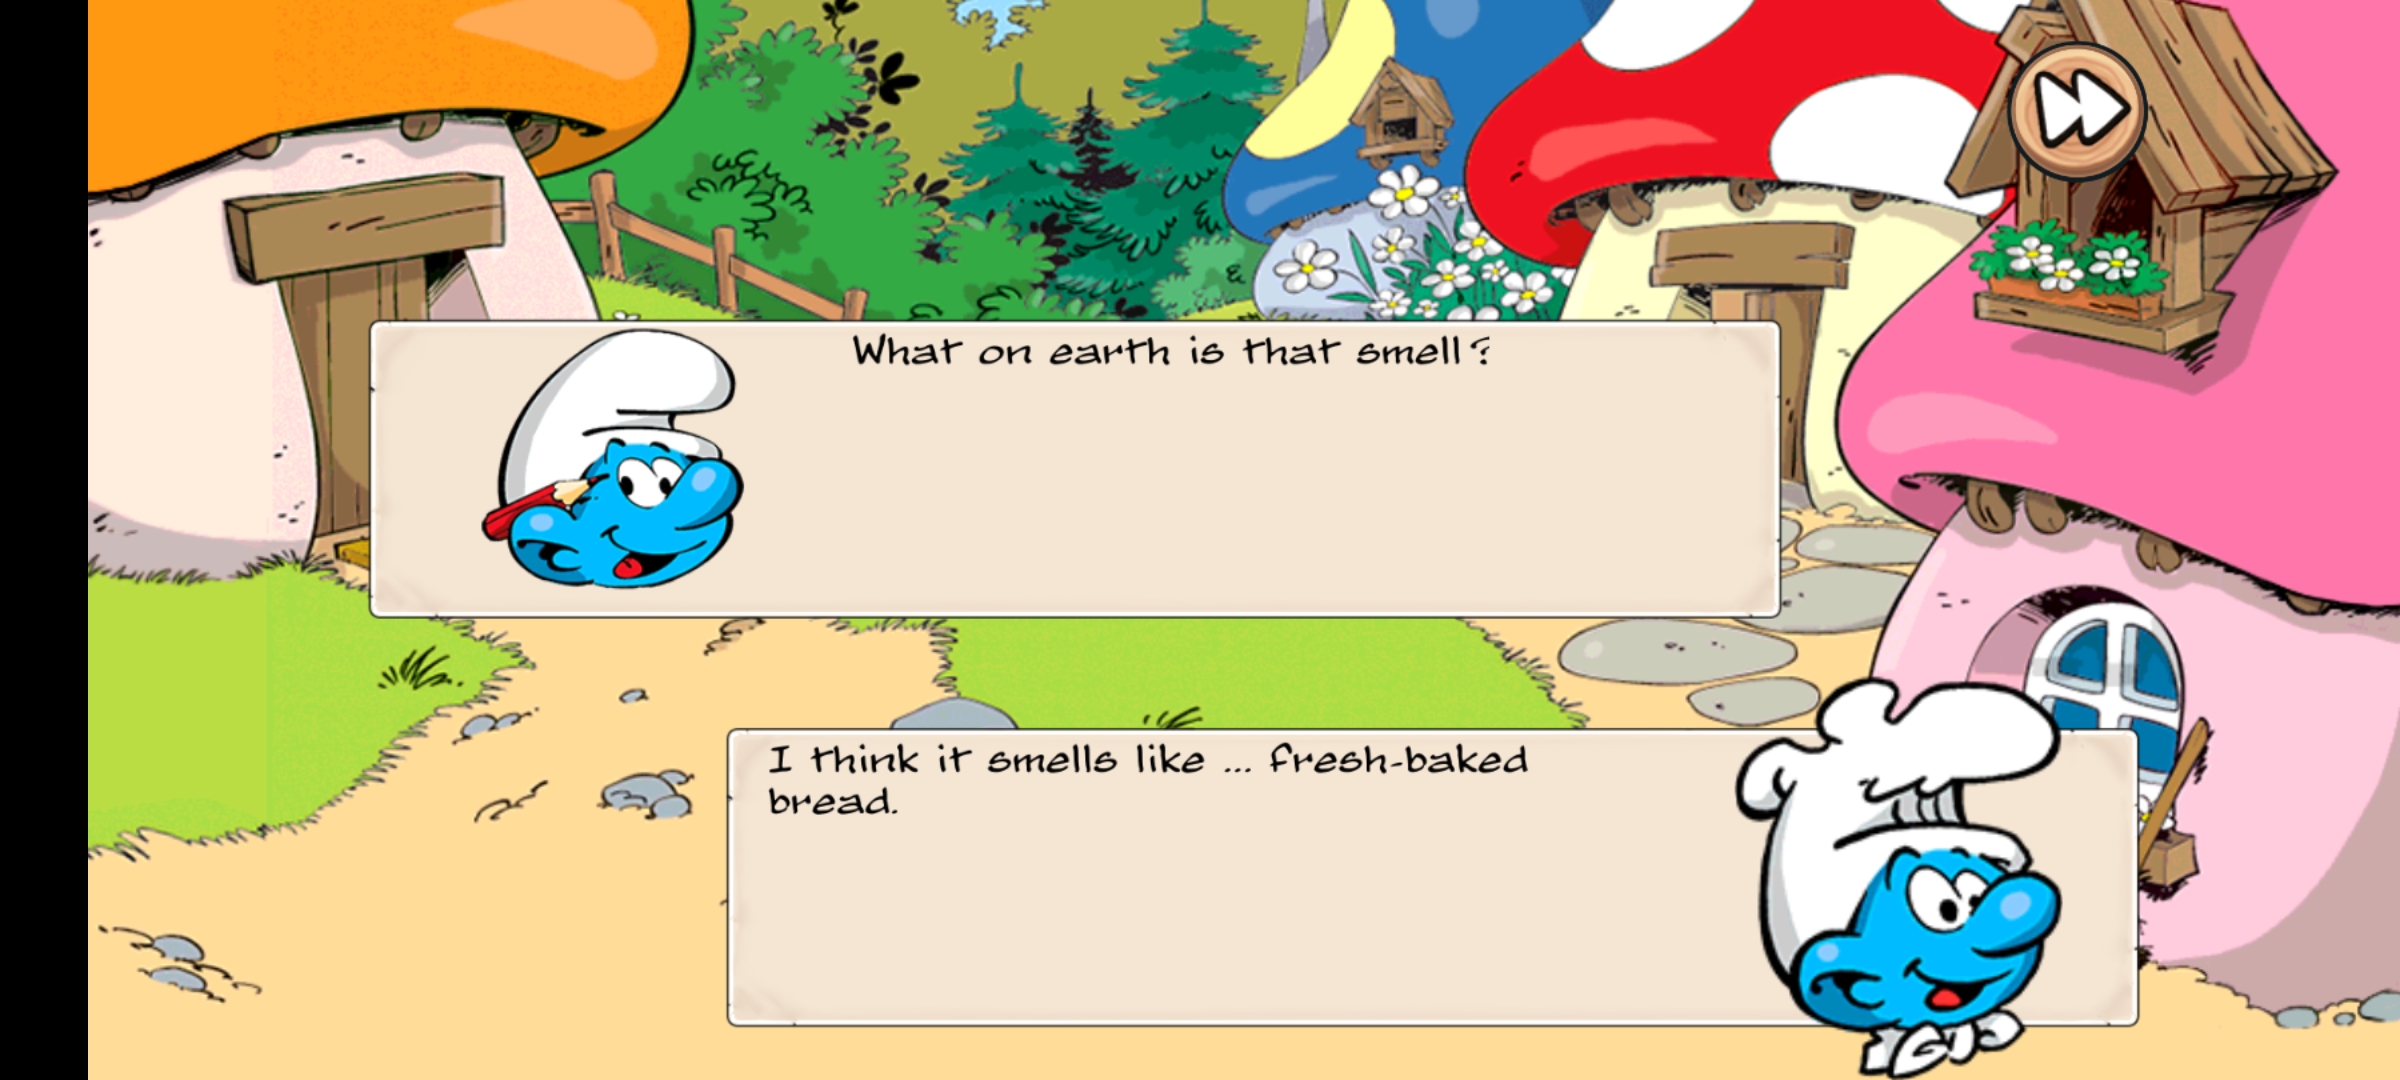 What on earth is that smell?
I think it smells like ... fresh-baked
bread.